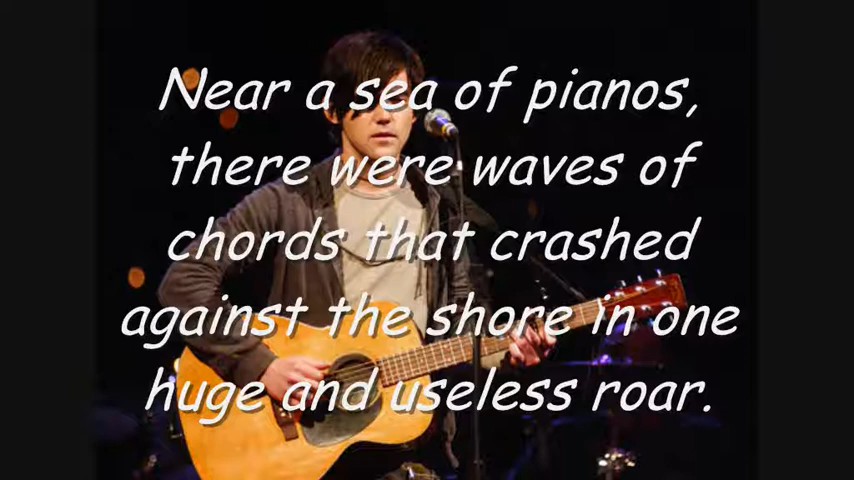 Near a sea of pianos,
there were waves of
chords that crashed
against the shore in one
huge and useless roar.